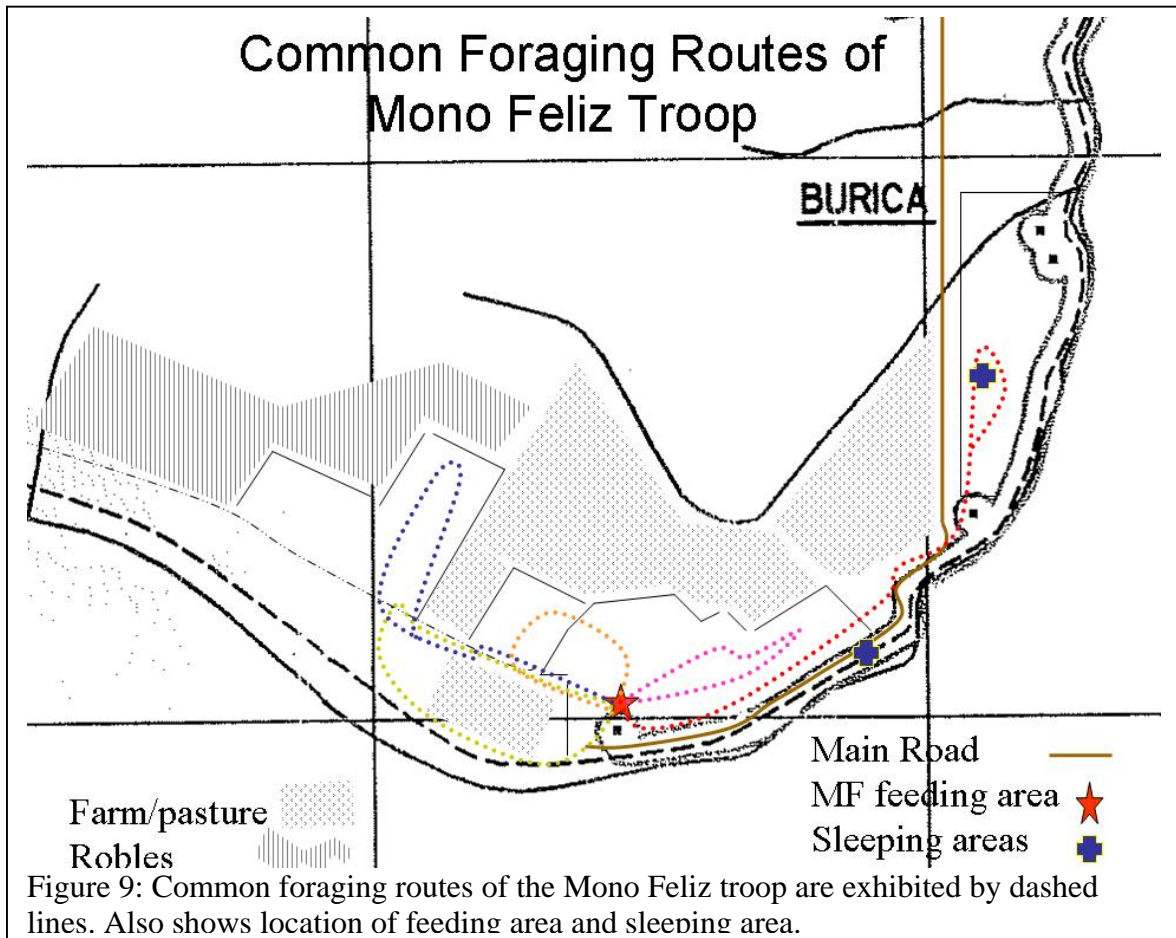 Common Foraging Routes of
Mono Feliz Troop
BURICA
Main Road
MF feeding area
Sleeping areas
Farm/pasture
Robles
Figure 9: Common foraging routes of the Mono Feliz troop are exhibited by dashed
lines. Also shows location of feeding area and sleeping area.